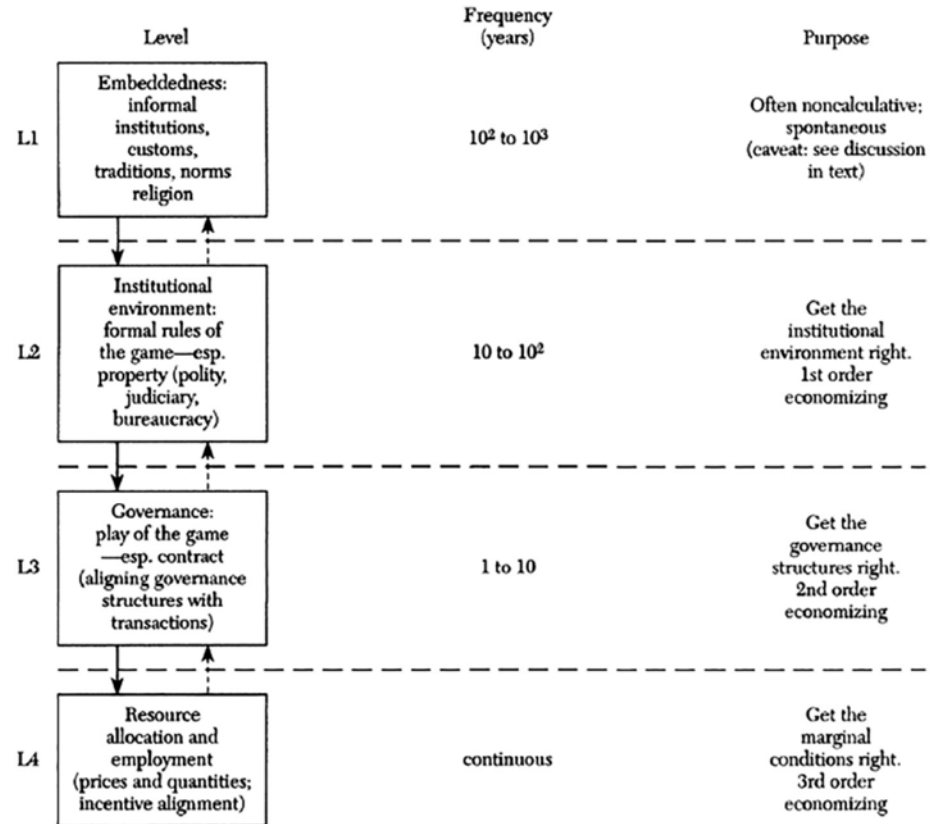 Level
Frequency
(years)
Purpose
L1
Embeddedness:
informal
institutions,
customs,
traditions, norms
religion
10² to 10³
Often noncalculative;
spontaneous
(caveat: see discussion
in text)
L2
Institutional
environment:
formal rules of
the game—esp.
property (polity,
judiciary,
bureaucracy)
10 to 10²
Get the
institutional
environment right.
1st order
economizing
L3
Governance:
play of the game
—esp. contract
(aligning governance
structures with
transactions)
1 to 10
Get the
governance
structures right.
2nd order
economizing
L4
Resource
allocation and
employment
(prices and quantities;
incentive alignment)
continuous
Get the
marginal
conditions right.
3rd order
economizing